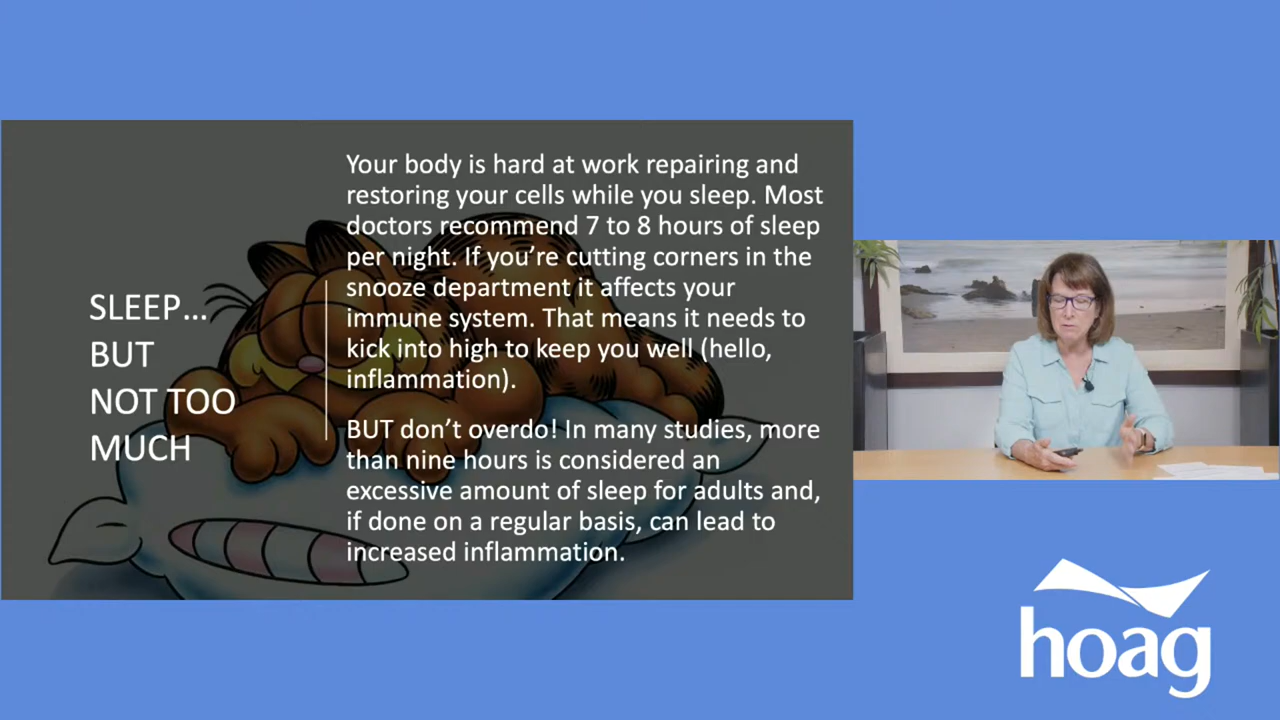 SLEEP...
BUT
NOT TOO
MUCH
Your body is hard at work repairing and
restoring your cells while you sleep. Most
doctors recommend 7 to 8 hours of sleep
per night. If you’re cutting corners in the
snooze department it affects your
immune system. That means it needs to
kick into high to keep you well (hello,
inflammation).
BUT don’t overdo! In many studies, more
than nine hours is considered an
excessive amount of sleep for adults and,
if done on a regular basis, can lead to
increased inflammation.
hoag